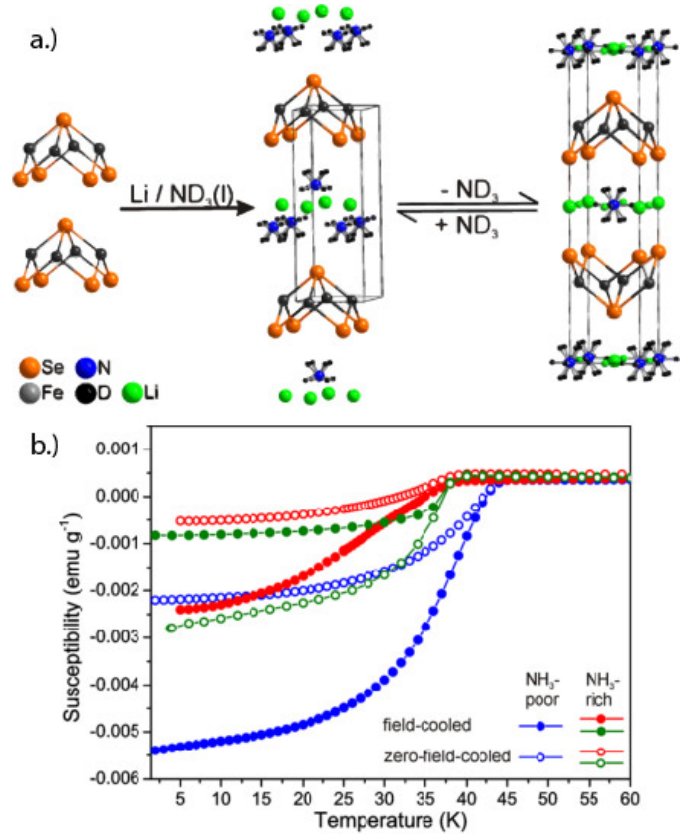 a.)
Li / ND3(l)
- ND3
+ ND3
Se N
Fe D Li
b.)
0.001
0.000
-0.001
-0.002
-0.003
-0.004
-0.005
-0.006
Susceptibility (emu g-1)
NH3-poor
NH3-rich
field-cooled
zero-field-cooled
5 10 15 20 25 30 35 40 45 50 55 60
Temperature (K)